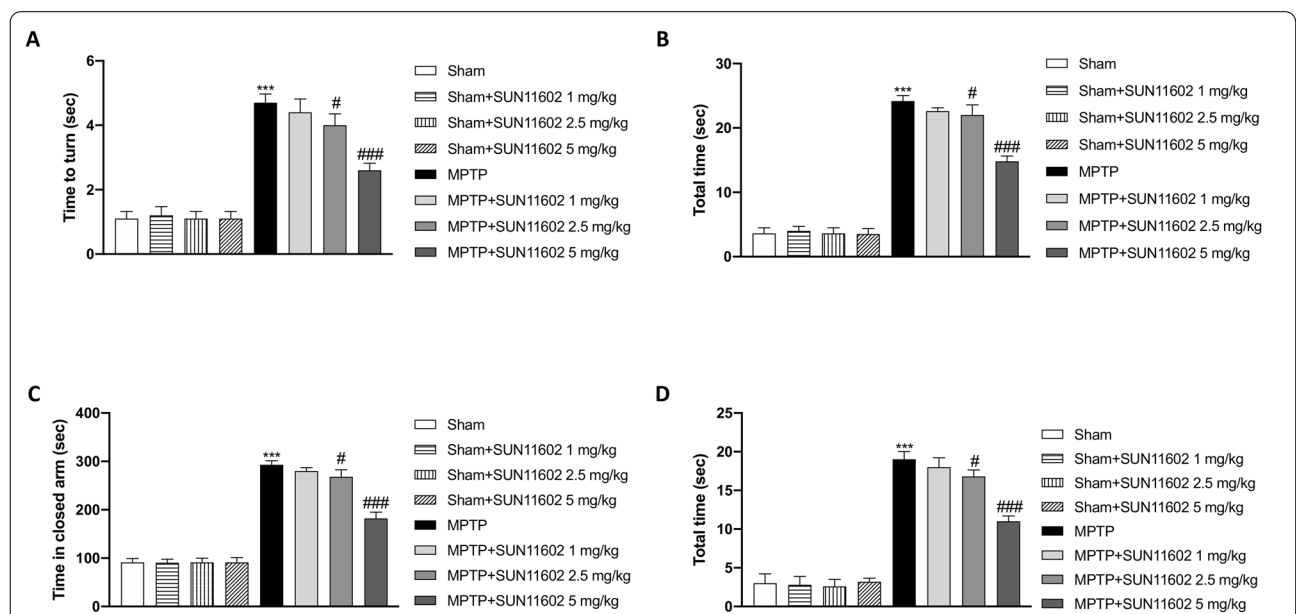 A
Time to turn (sec)
6
4
2
0
***
#
###
Sham
Sham+SUN11602 1 mg/kg
Sham+SUN11602 2.5 mg/kg
Sham+SUN11602 5 mg/kg
MPTP
MPTP+SUN11602 1 mg/kg
MPTP+SUN11602 2.5 mg/kg
MPTP+SUN11602 5 mg/kg
B
Total time (sec)
30
20
10
0
***
#
###
Sham
Sham+SUN11602 1 mg/kg
Sham+SUN11602 2.5 mg/kg
Sham+SUN11602 5 mg/kg
MPTP
MPTP+SUN11602 1 mg/kg
MPTP+SUN11602 2.5 mg/kg
MPTP+SUN11602 5 mg/kg
C
Time in closed arm (sec)
400
300
200
100
0
***
#
###
Sham
Sham+SUN11602 1 mg/kg
Sham+SUN11602 2.5 mg/kg
Sham+SUN11602 5 mg/kg
MPTP
MPTP+SUN11602 1 mg/kg
MPTP+SUN11602 2.5 mg/kg
MPTP+SUN11602 5 mg/kg
D
Total time (sec)
25
20
15
10
5
0
***
#
###
Sham
Sham+SUN11602 1 mg/kg
Sham+SUN11602 2.5 mg/kg
Sham+SUN11602 5 mg/kg
MPTP
MPTP+SUN11602 1 mg/kg
MPTP+SUN11602 2.5 mg/kg
MPTP+SUN11602 5 mg/kg